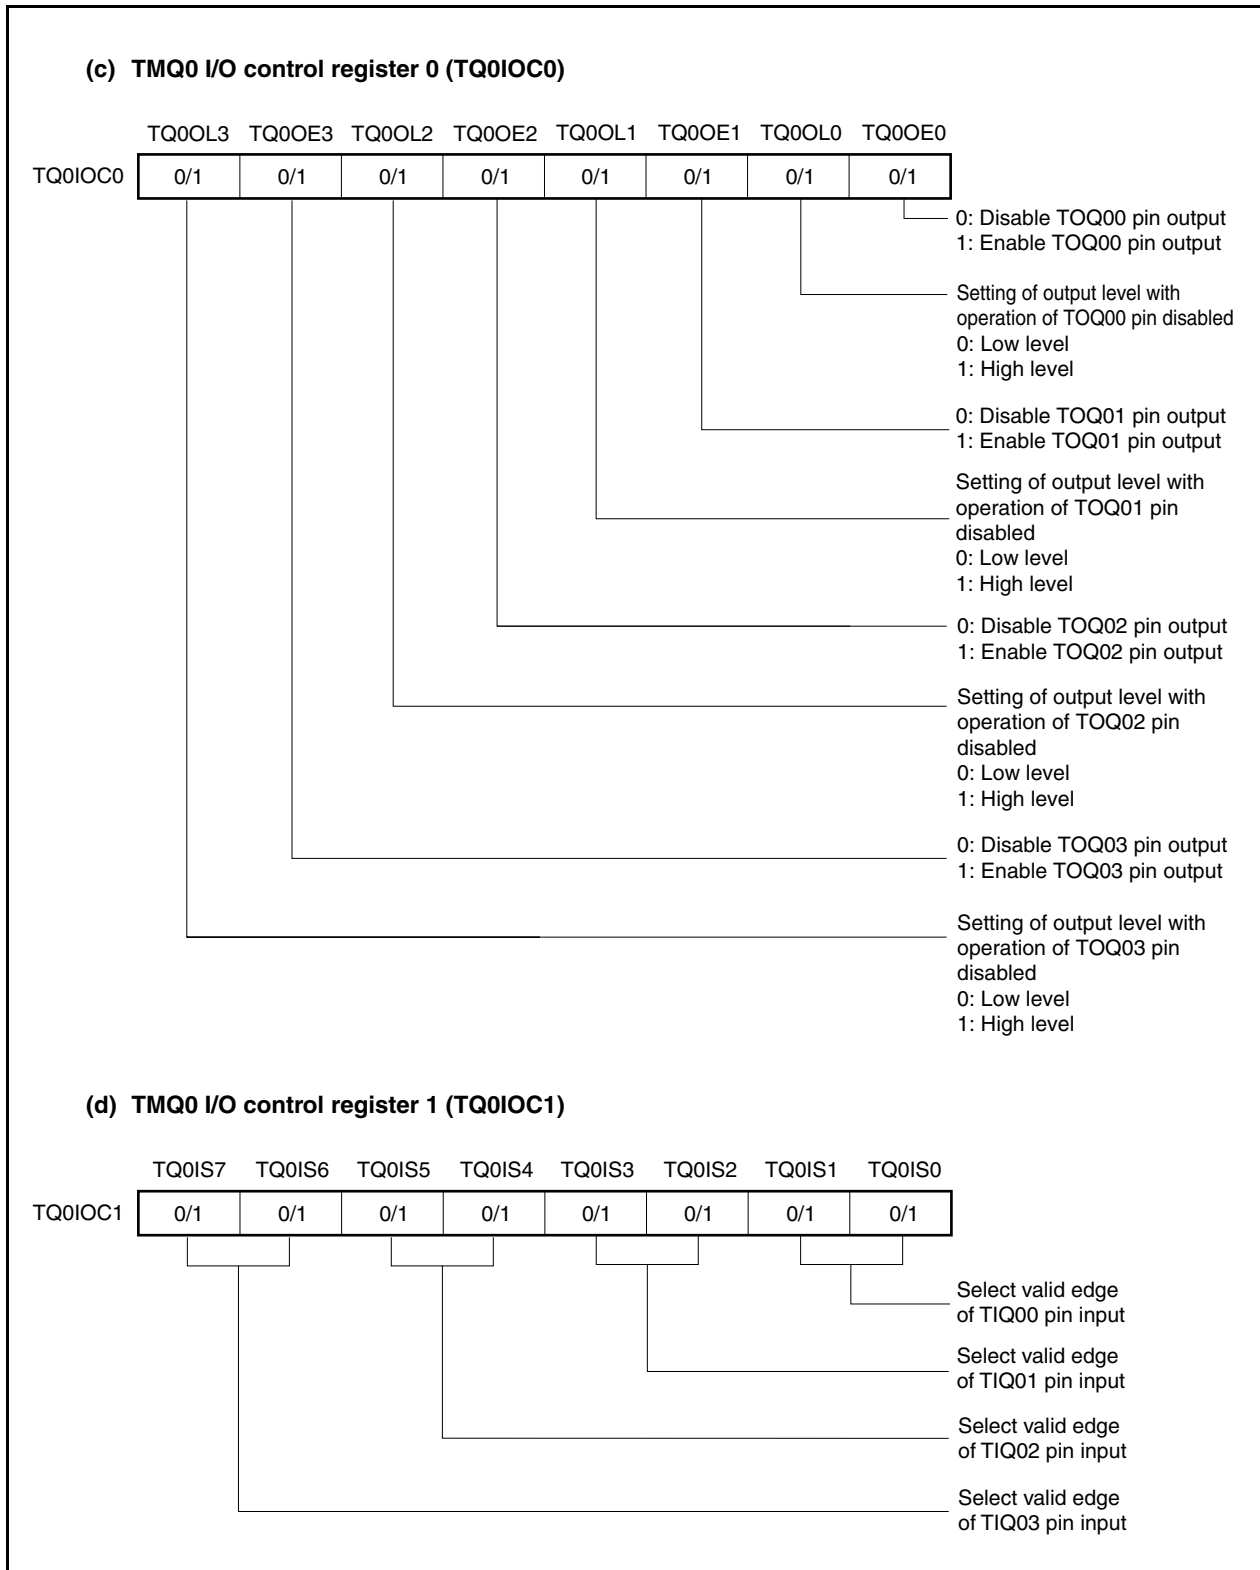 (c) TMQ0 I/O control register 0 (TQ0IOC0)
TQ0OL3 TQ0OE3 TQ0OL2 TQ0OE2 TQ0OL1 TQ0OE1 TQ0OL0 TQ0OE0
TQ0IOC0 0/1 0/1 0/1 0/1 0/1 0/1 0/1 0/1
0: Disable TOQ00 pin output
1: Enable TOQ00 pin output
Setting of output level with
operation of TOQ00 pin disabled
0: Low level
1: High level
0: Disable TOQ01 pin output
1: Enable TOQ01 pin output
Setting of output level with
operation of TOQ01 pin
disabled
0: Low level
1: High level
0: Disable TOQ02 pin output
1: Enable TOQ02 pin output
Setting of output level with
operation of TOQ02 pin
disabled
0: Low level
1: High level
0: Disable TOQ03 pin output
1: Enable TOQ03 pin output
Setting of output level with
operation of TOQ03 pin
disabled
0: Low level
1: High level
(d) TMQ0 I/O control register 1 (TQ0IOC1)
TQ0IS7 TQ0IS6 TQ0IS5 TQ0IS4 TQ0IS3 TQ0IS2 TQ0IS1 TQ0IS0
TQ0IOC1 0/1 0/1 0/1 0/1 0/1 0/1 0/1 0/1
Select valid edge
of TIQ00 pin input
Select valid edge
of TIQ01 pin input
Select valid edge
of TIQ02 pin input
Select valid edge
of TIQ03 pin input